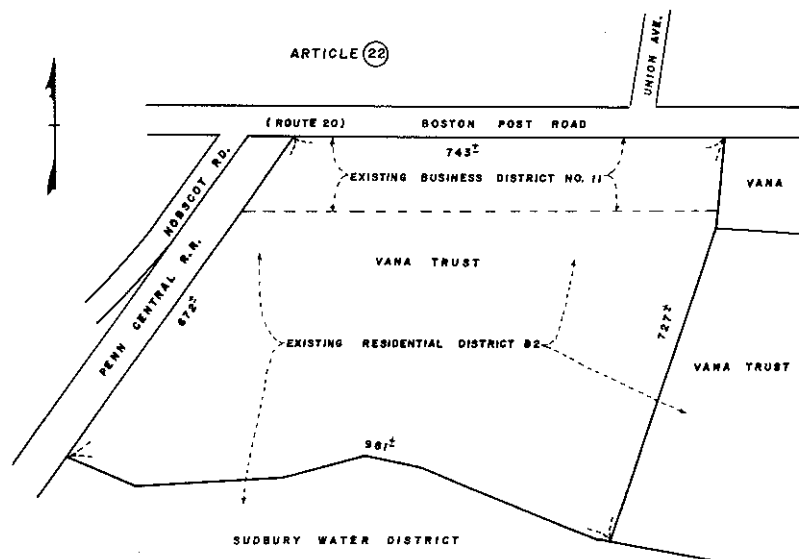 ARTICLE 22
UNION AVE.
(ROUTE 20) BOSTON POST ROAD
743±
NOBSCOT RD.
EXISTING BUSINESS DISTRICT NO. 11
VANA
PENN CENTRAL R.R.
VANA TRUST
672±
727±
EXISTING RESIDENTIAL DISTRICT B2
VANA TRUST
981±
SUDBURY WATER DISTRICT